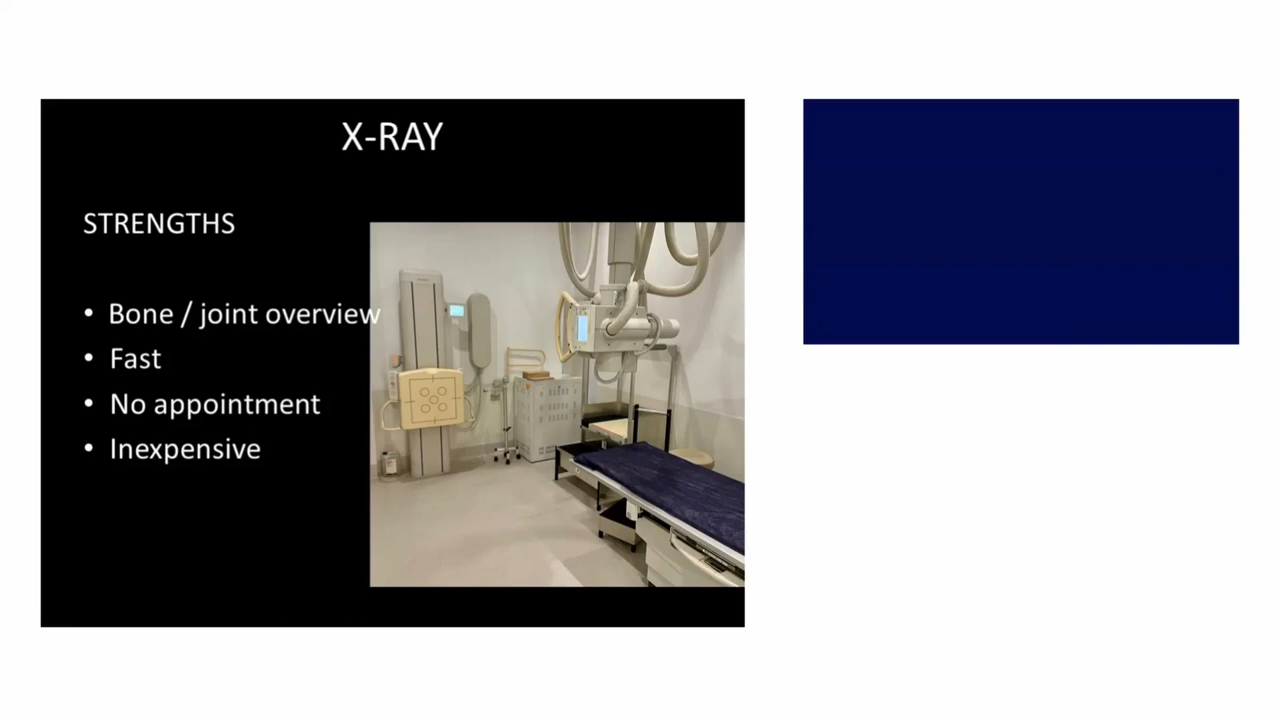 X-RAY
STRENGTHS
• Bone / joint overview
• Fast
• No appointment
• Inexpensive